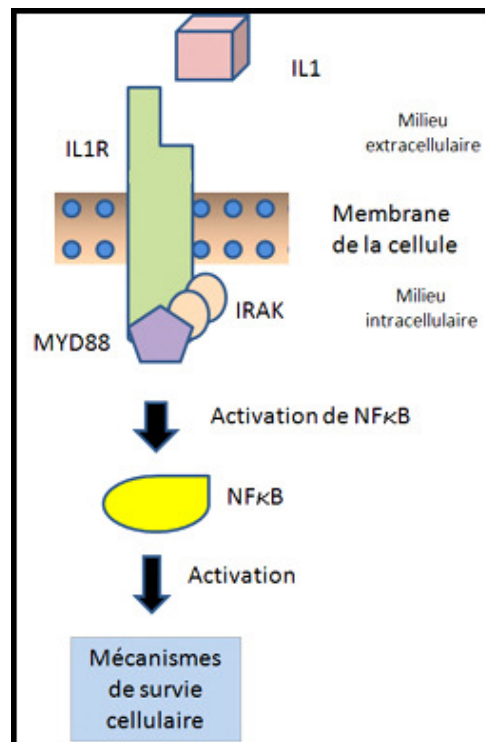 IL1
Milieu
extracellulaire
IL1R
Membrane
de la cellule
Milieu
intracellulaire
IRAK
MYD88
Activation de NFκB
NFκB
Activation
Mécanismes
de survie
cellulaire